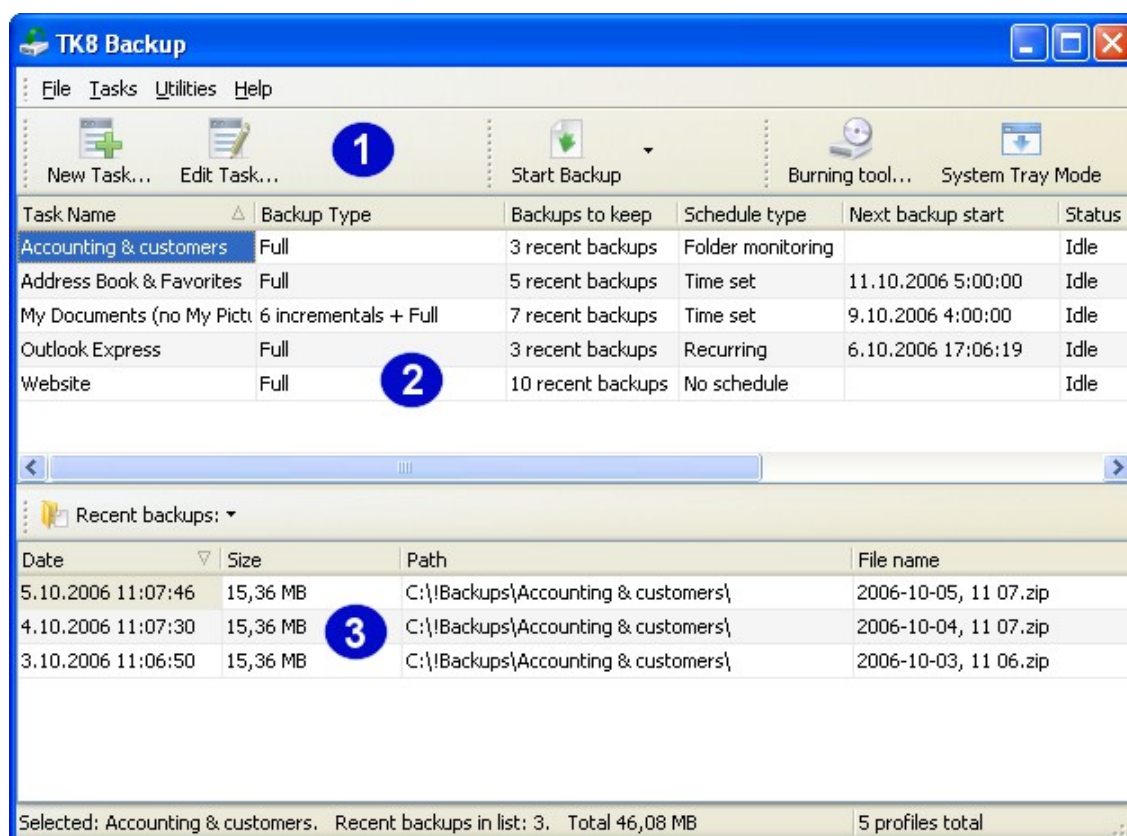 TK8 Backup
File Tasks Utilities Help
New Task... Edit Task... 1 Start Backup Burning tool... System Tray Mode
Task Name Backup Type Backups to keep Schedule type Next backup start Status
Accounting & customers Full 3 recent backups Folder monitoring Idle
Address Book & Favorites Full 5 recent backups Time set 11.10.2006 5:00:00 Idle
My Documents (no My Pictu 6 incrementals + Full 7 recent backups Time set 9.10.2006 4:00:00 Idle
Outlook Express Full 3 recent backups Recurring 6.10.2006 17:06:19 Idle
Website Full 2 10 recent backups No schedule Idle
Recent backups:
Date Size Path File name
5.10.2006 11:07:46 15,36 MB C:\!Backups\Accounting & customers\ 2006-10-05, 11 07.zip
4.10.2006 11:07:30 15,36 MB 3 C:\!Backups\Accounting & customers\ 2006-10-04, 11 07.zip
3.10.2006 11:06:50 15,36 MB C:\!Backups\Accounting & customers\ 2006-10-03, 11 06.zip
Selected: Accounting & customers. Recent backups in list: 3. Total 46,08 MB 5 profiles total